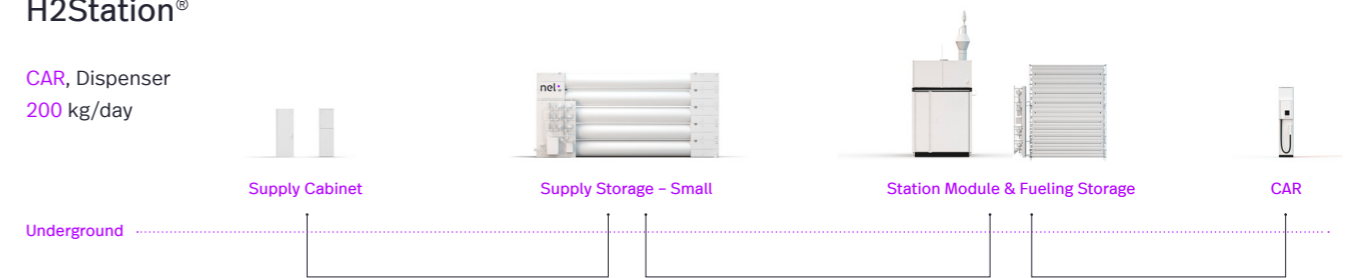 H2Station®
CAR, Dispenser
200 kg/day
nel:
Supply Cabinet
Supply Storage – Small
Station Module & Fueling Storage
CAR
Underground